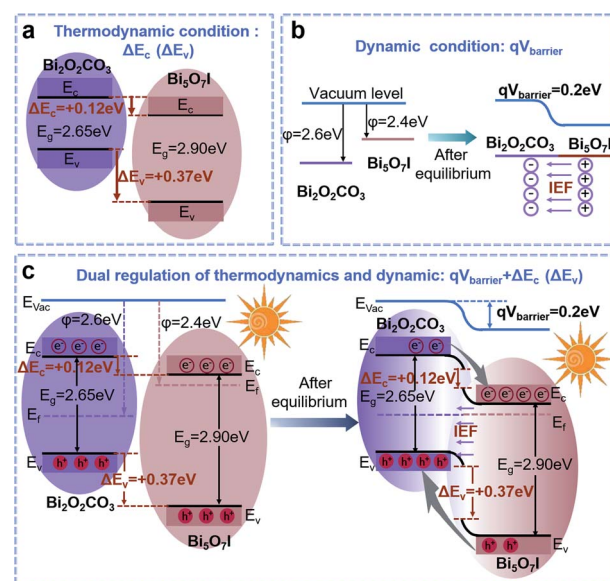 a
Thermodynamic condition :
ΔEc (ΔEv)
Bi2O2CO3
Ec
ΔEc=+0.12eV
Eg=2.65eV
Ev
Bi5O7I
Ec
Eg=2.90eV
ΔEv=+0.37eV
Ev
b
Dynamic condition: qVbarrier
Vacuum level
φ=2.6eV
φ=2.4eV
Bi2O2CO3
Bi5O7I
After
equilibrium
qVbarrier=0.2eV
Bi2O2CO3
Bi5O7I
- + 
- IEF +
- +
- +
c
Dual regulation of thermodynamics and dynamic: qVbarrier+ΔEc (ΔEv)
EVac
φ=2.6eV
φ=2.4eV
Bi2O2CO3
Ec
e- e- e-
ΔEc=+0.12eV
Eg=2.65eV
Ef
Ev
h+ h+ h+
Bi2O2CO3
e- e- e-
Ec
Ef
Eg=2.90eV
ΔEv=+0.37eV
h+ h+ h+
Ev
Bi5O7I
After
equilibrium
EVac
qVbarrier=0.2eV
Bi2O2CO3
Ec
e- e-
ΔEc=+0.12eV
Eg=2.65eV
e- e- e- e-
Ec
Ef
IEF
Ev
h+ h+ h+ h+
Eg=2.90eV
ΔEv=+0.37eV
h+ h+
Ev
Bi5O7I